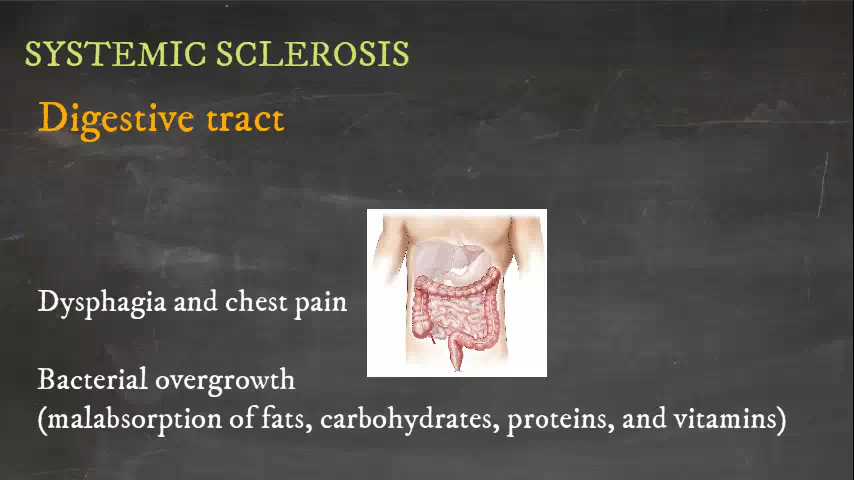 SYSTEMIC SCLEROSIS
Digestive tract
Dysphagia and chest pain
Bacterial overgrowth
(malabsorption of fats, carbohydrates, proteins, and vitamins)